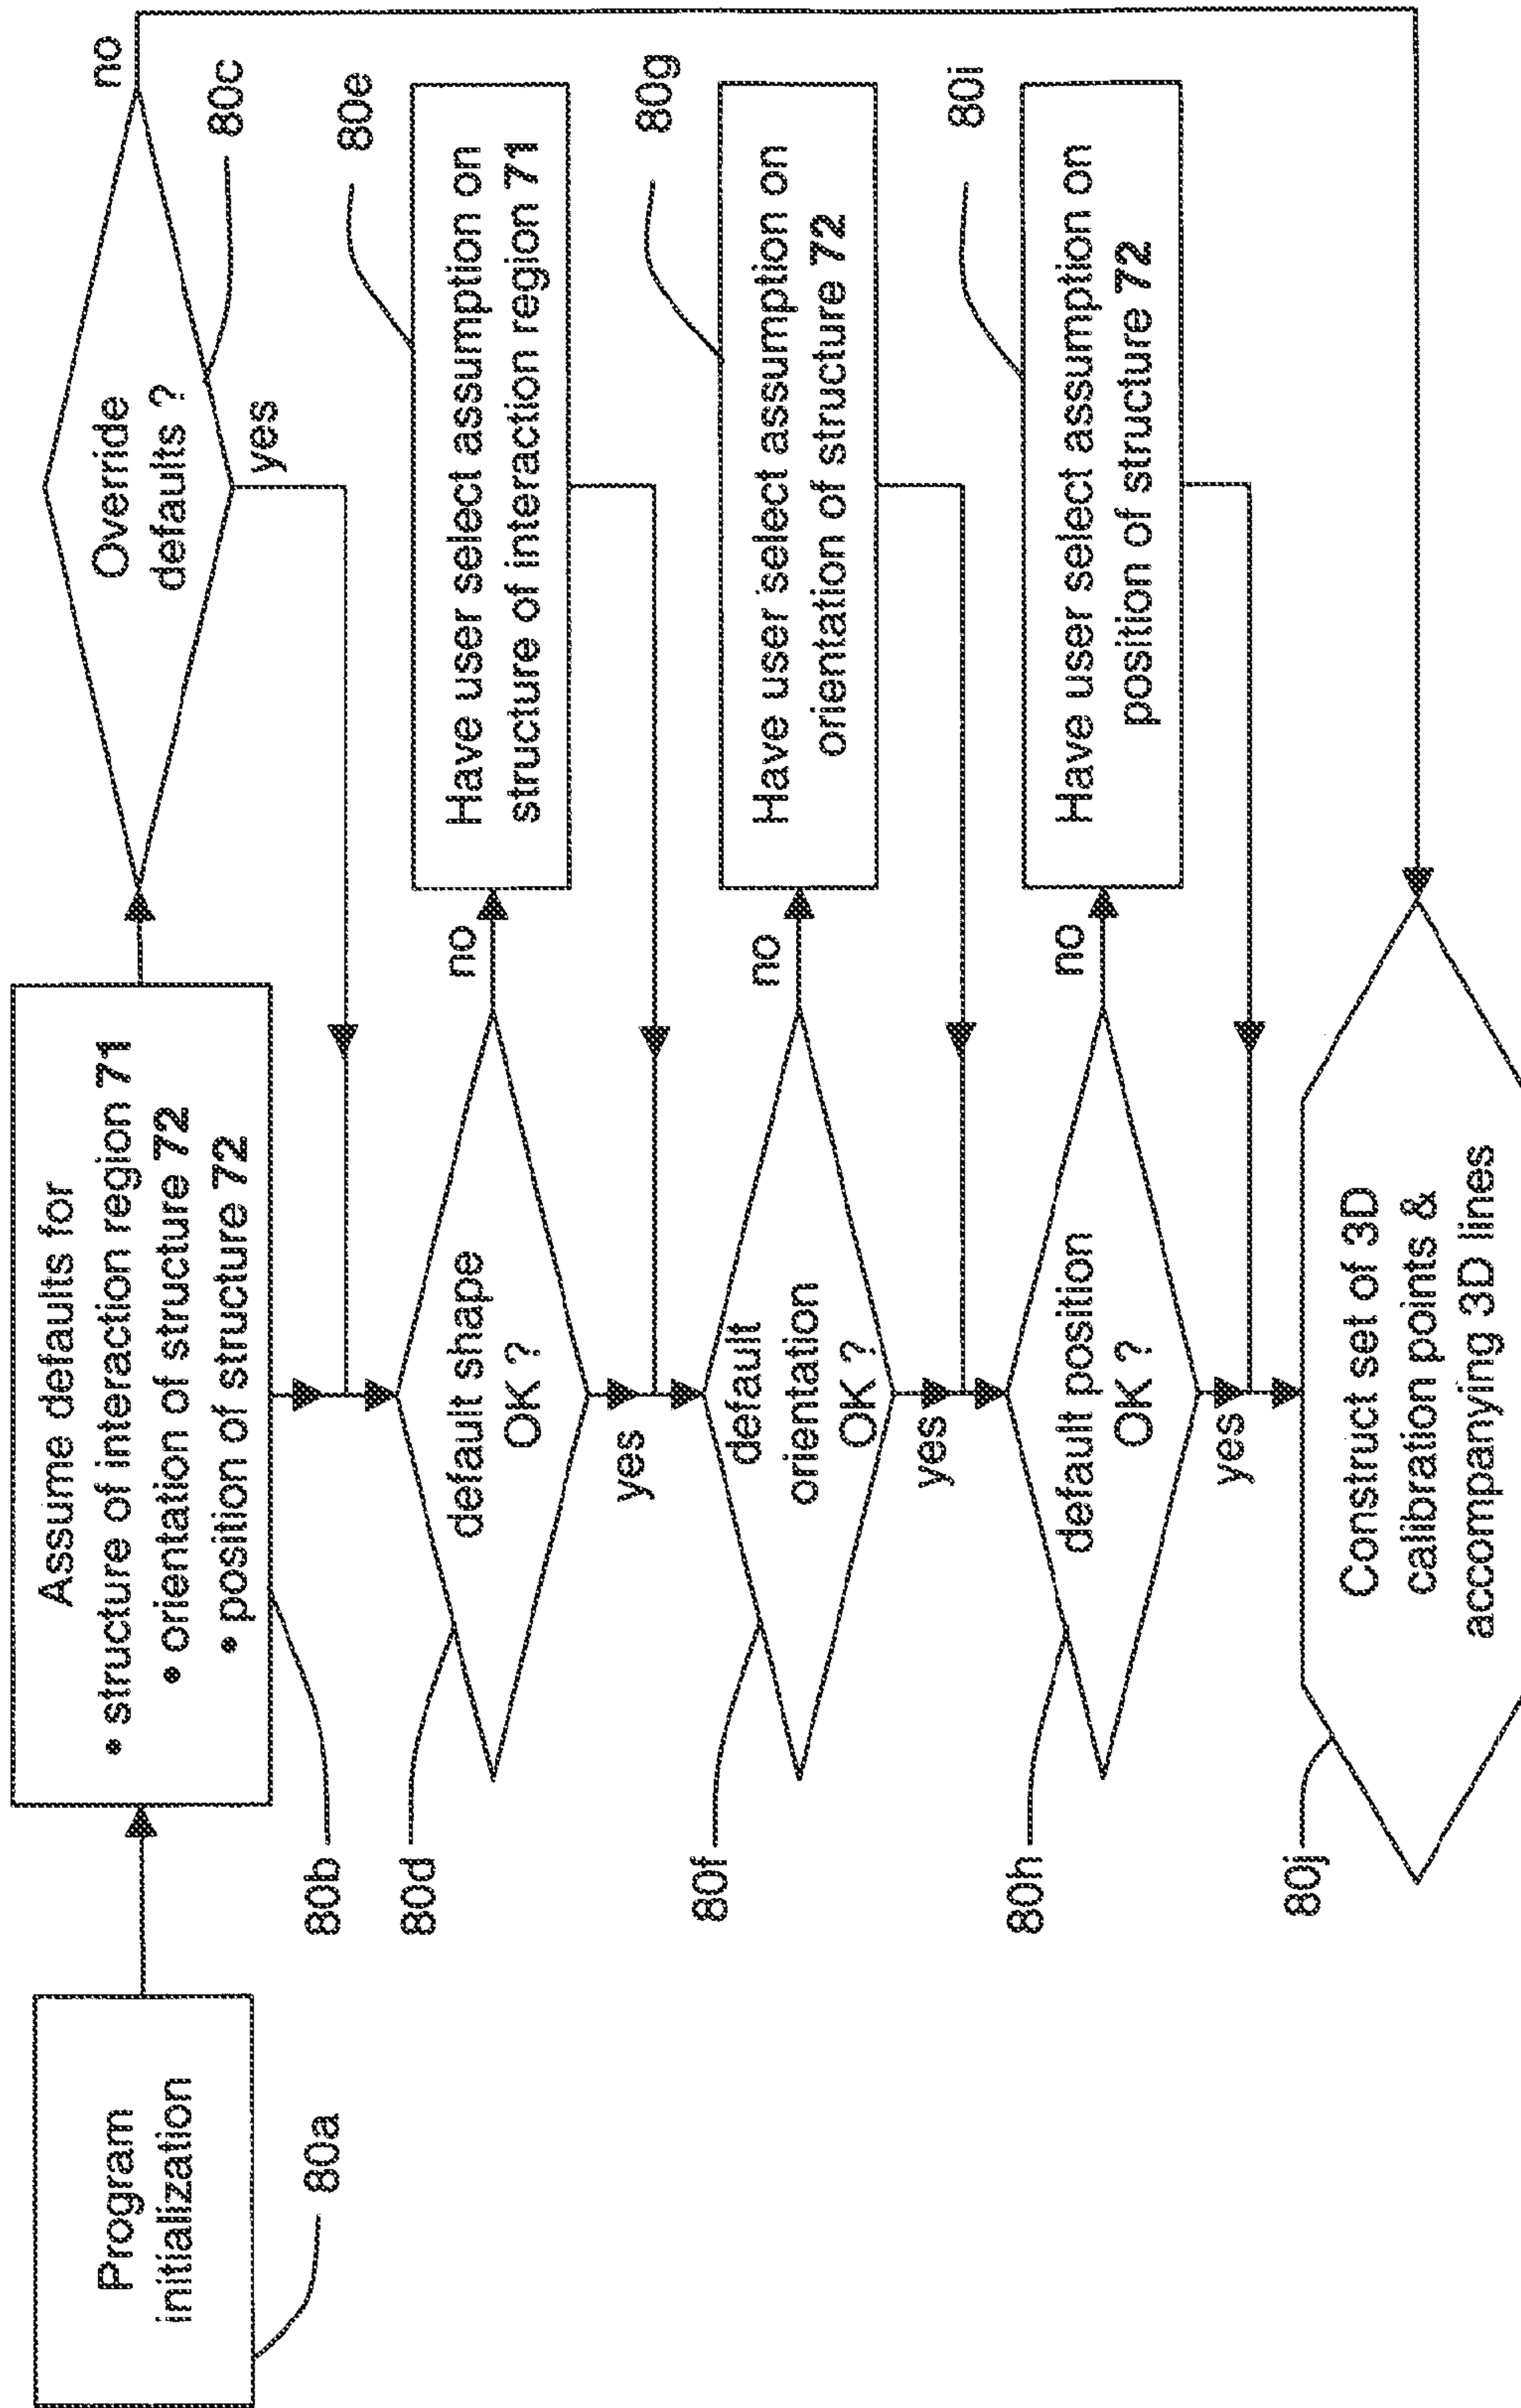 Program
initialization
80a
Assume defaults for
• structure of interaction region 71
• orientation of structure 72
• position of structure 72
80b
Override
defaults ?
no
80c
yes
default shape
OK ?
80d
no
Have user select assumption on
structure of interaction region 71
80e
yes
default
orientation
OK ?
80f
no
Have user select assumption on
orientation of structure 72
80g
yes
default position
OK ?
80h
no
Have user select assumption on
position of structure 72
80i
yes
Construct set of 3D
calibration points &
accompanying 3D lines
80j